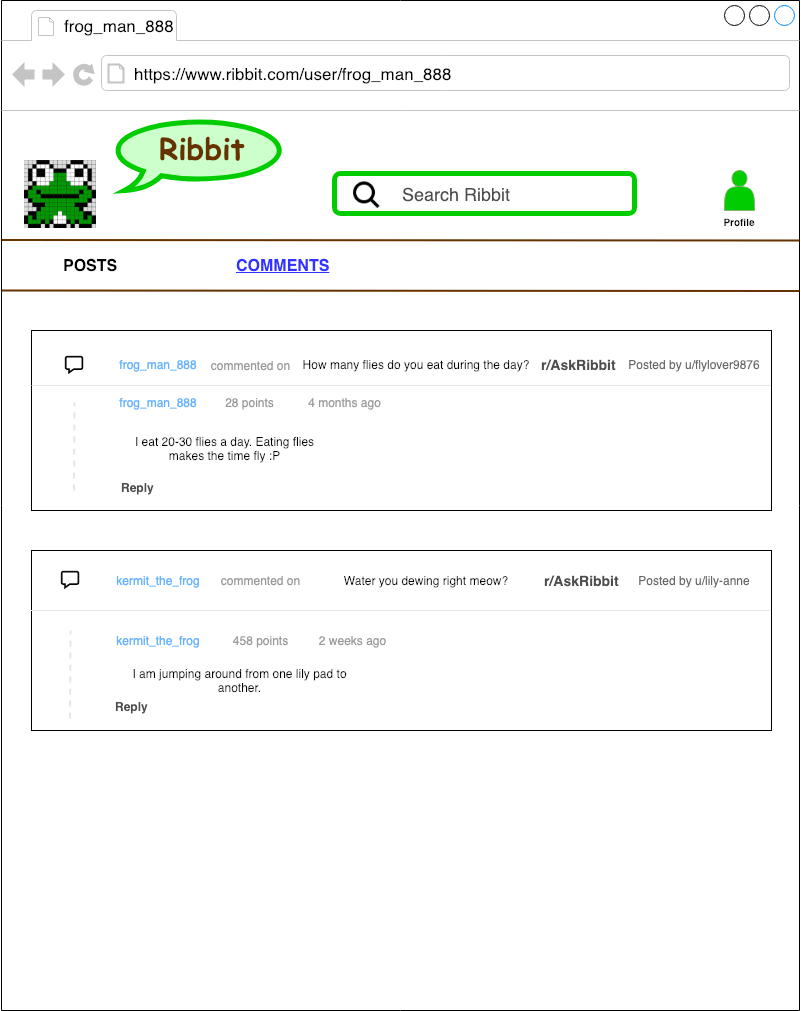 frog_man_888
https://www.ribbit.com/user/frog_man_888
Ribbit
Search Ribbit
Profile
POSTS COMMENTS
frog_man_888 commented on How many flies do you eat during the day? r/AskRibbit Posted by u/flylover9876
frog_man_888 28 points 4 months ago
I eat 20-30 flies a day. Eating flies
makes the time fly :P
Reply
kermit_the_frog commented on Water you dewing right meow? r/AskRibbit Posted by u/lily-anne
kermit_the_frog 458 points 2 weeks ago
I am jumping around from one lily pad to
another.
Reply